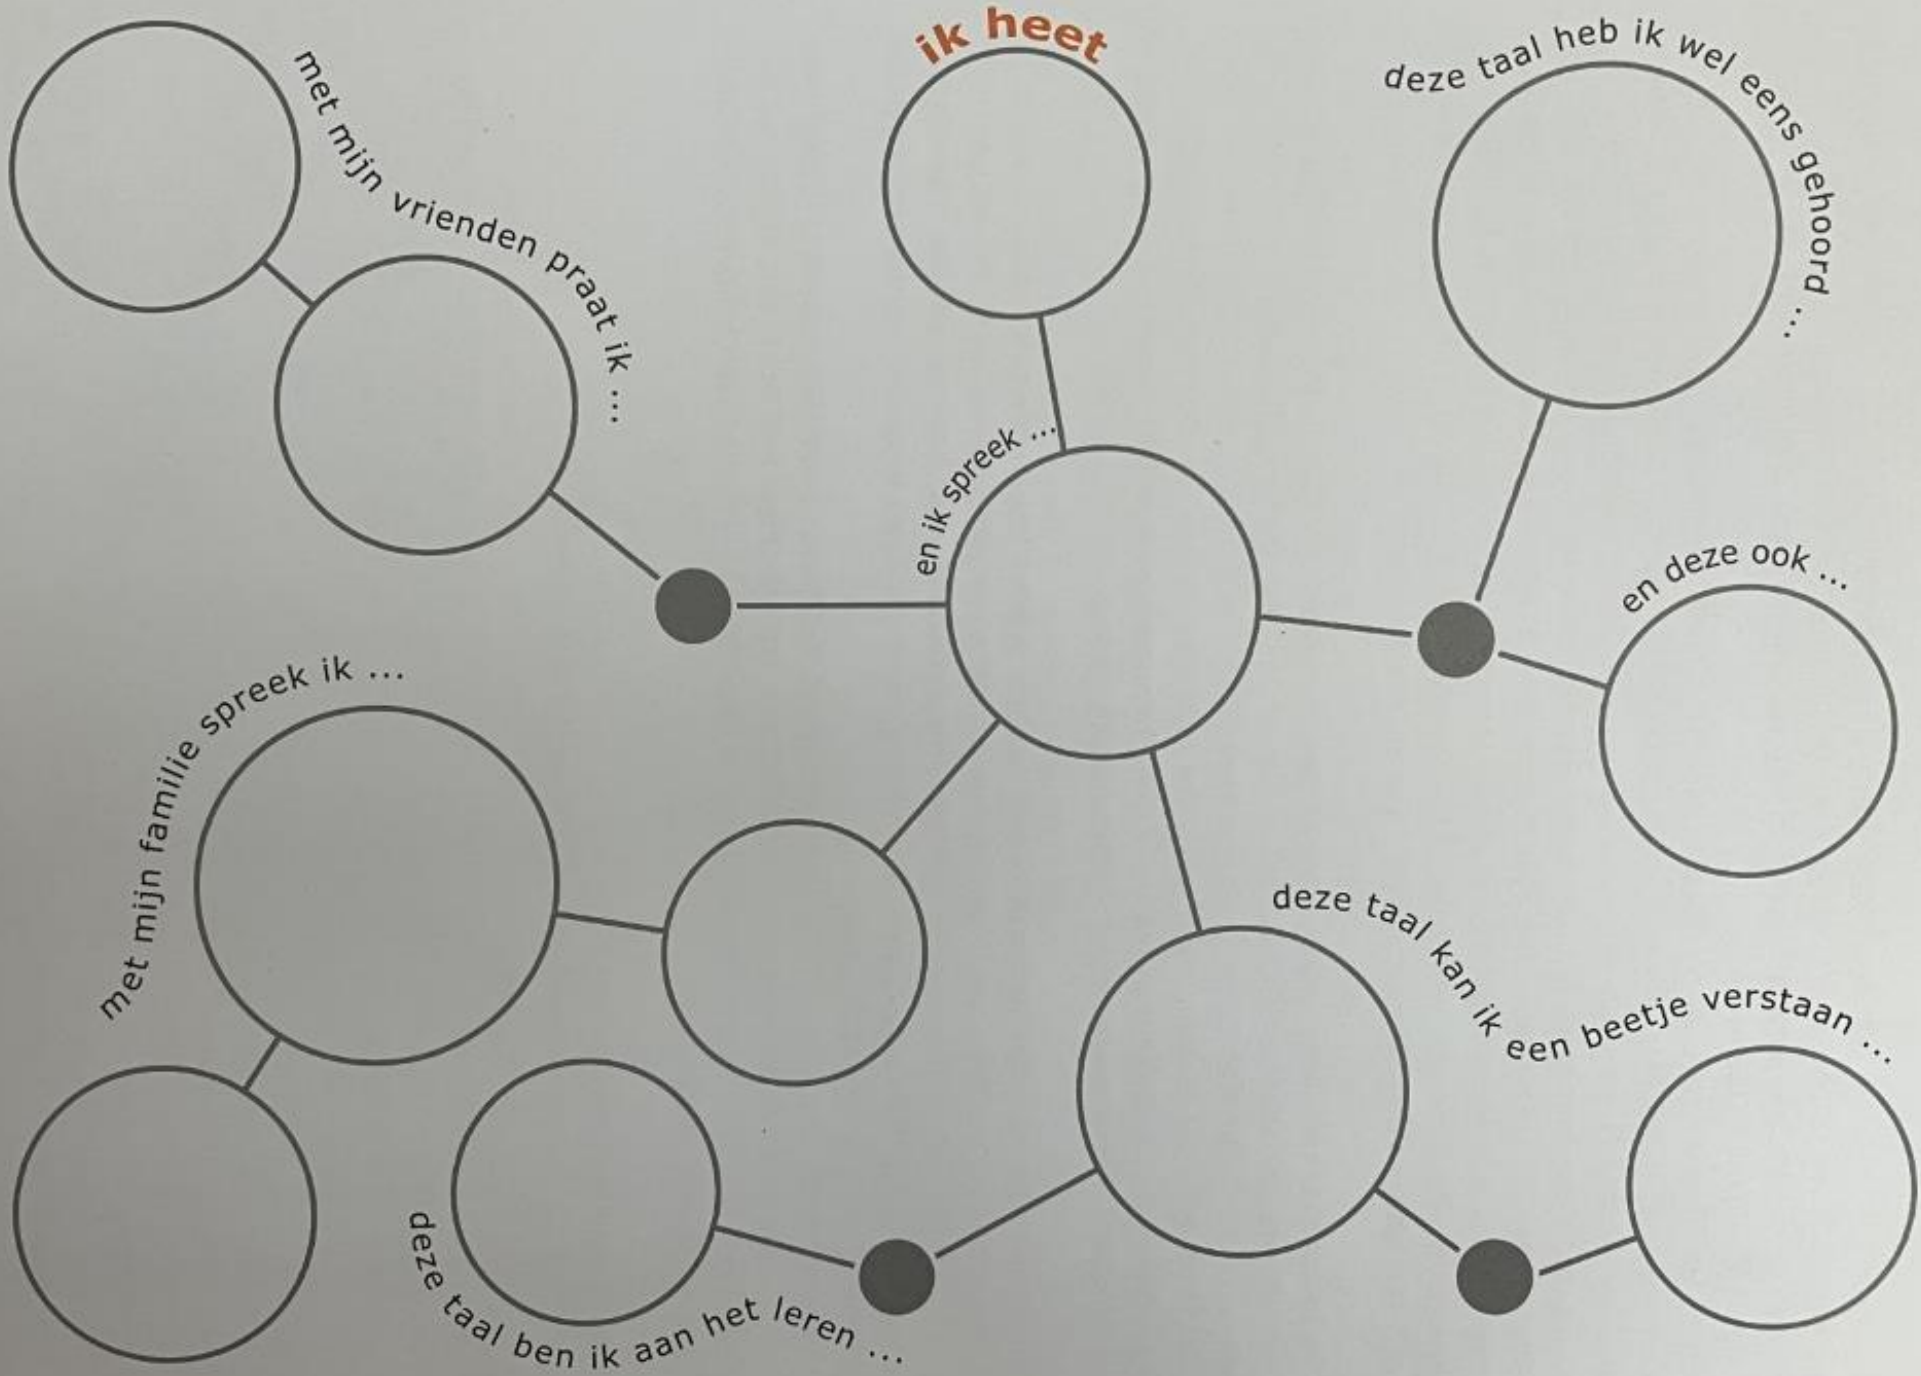 ik heet
deze taal heb ik wel eens gehoord ...
met mijn vrienden praat ik ...
en ik spreek ...
en deze ook ...
met mijn familie spreek ik ...
deze taal kan ik een beetje verstaan ...
deze taal ben ik aan het leren ...